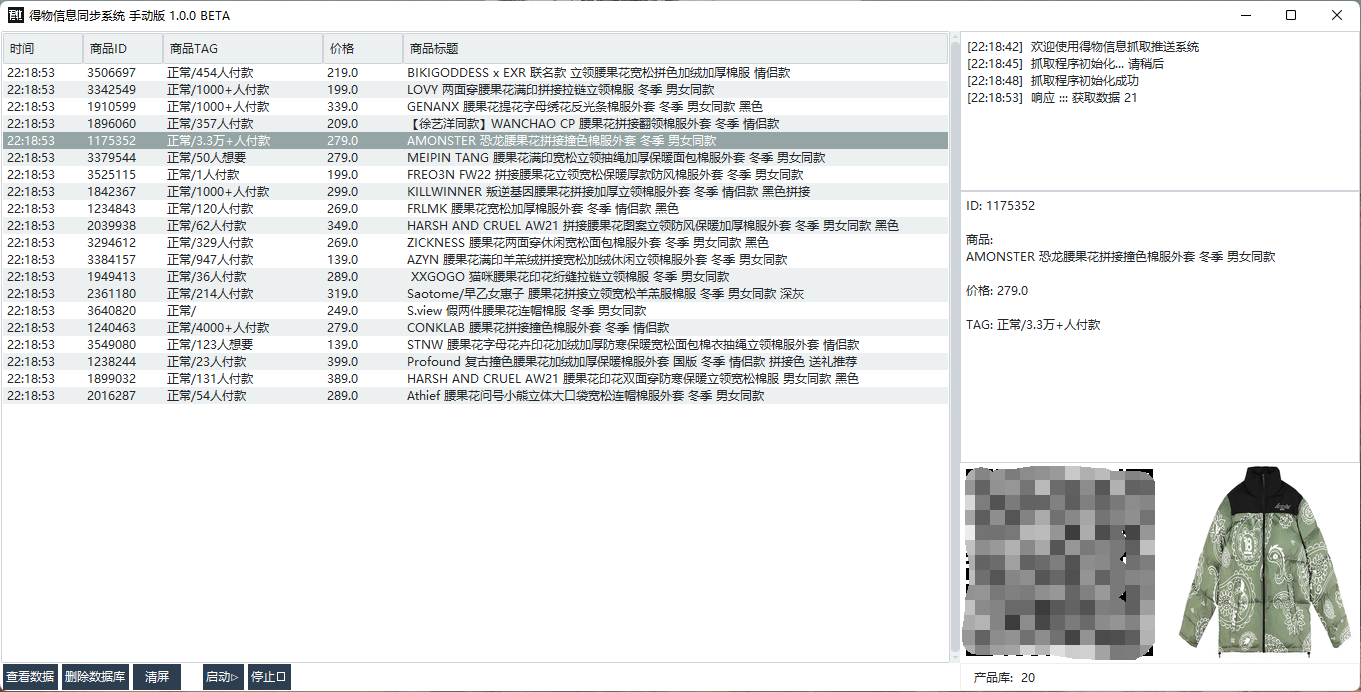 得物信息同步系统 手动版 1.0.0 BETA
时间 商品ID 商品TAG 价格 商品标题
22:18:53 3506697 正常/454人付款 219.0 BIKIGODDESS x EXR 联名款 立领腰果花宽松拼色加绒加厚棉服 情侣款
22:18:53 3342549 正常/1000+人付款 199.0 LOVY 两面穿腰果花满印拼接拉链立领棉服 冬季 男女同款
22:18:53 1910599 正常/1000+人付款 339.0 GENANX 腰果花提花字母绣花反光条棉服外套 冬季 男女同款 黑色
22:18:53 1896060 正常/357人付款 209.0 【徐艺洋同款】WANCHAO CP 腰果花拼接翻领棉服外套 冬季 情侣款
22:18:53 1175352 正常/3.3万+人付款 279.0 AMONSTER 恐龙腰果花拼接撞色棉服外套 冬季 男女同款
22:18:53 3379544 正常/50人想要 279.0 MEIPIN TANG 腰果花满印宽松立领抽绳加厚保暖面包棉服外套 冬季 男女同款
22:18:53 3525115 正常/1人付款 199.0 FREO3N FW22 拼接腰果花立领宽松保暖厚款防风棉服外套 冬季 男女同款
22:18:53 1842367 正常/1000+人付款 299.0 KILLWINNER 叛逆基因腰果花拼接加厚立领棉服外套 冬季 情侣款 黑色拼接
22:18:53 1234843 正常/120人付款 269.0 FRLMK 腰果花宽松加厚棉服外套 冬季 情侣款 黑色
22:18:53 2039938 正常/62人付款 349.0 HARSH AND CRUEL AW21 拼接腰果花图案立领防风保暖加厚棉服外套 冬季 男女同款 黑色
22:18:53 3294612 正常/329人付款 269.0 ZICKNESS 腰果花两面穿休闲宽松面包棉服外套 冬季 男女同款 黑色
22:18:53 3384157 正常/947人付款 139.0 AZYN 腰果花满印羊羔绒拼接宽松加绒休闲立领棉服外套 冬季 男女同款
22:18:53 1949413 正常/36人付款 289.0 XXGOGO 猫咪腰果花印花绗缝拉链立领棉服 冬季 男女同款
22:18:53 2361180 正常/214人付款 319.0 Saotome/早乙女惠子 腰果花拼接立领宽松羊羔服棉服 冬季 男女同款 深灰
22:18:53 3640820 正常/ 249.0 S.view 假两件腰果花连帽棉服 冬季 男女同款
22:18:53 1240463 正常/4000+人付款 279.0 CONKLAB 腰果花拼接撞色棉服外套 冬季 情侣款
22:18:53 3549080 正常/123人想要 139.0 STNW 腰果花字母花卉印花加绒加厚防寒保暖宽松面包棉衣抽绳立领棉服外套 情侣款
22:18:53 1238244 正常/23人付款 399.0 Profound 复古撞色腰果花加绒加厚保暖棉服外套 国版 冬季 情侣款 拼接色 送礼推荐
22:18:53 1899032 正常/131人付款 389.0 HARSH AND CRUEL AW21 腰果花印花双面穿防寒保暖立领宽松棉服 男女同款 黑色
22:18:53 2016287 正常/54人付款 289.0 Athief 腰果花问号小熊立体大口袋宽松连帽棉服外套 冬季 男女同款
[22:18:42] 欢迎使用得物信息抓取推送系统
[22:18:45] 抓取程序初始化... 请稍后
[22:18:48] 抓取程序初始化成功
[22:18:53] 响应 ::: 获取数据 21
ID: 1175352
商品:
AMONSTER 恐龙腰果花拼接撞色棉服外套 冬季 男女同款
价格: 279.0
TAG: 正常/3.3万+人付款
查看数据 删除数据库 清屏 启动▷ 停止□
产品库: 20